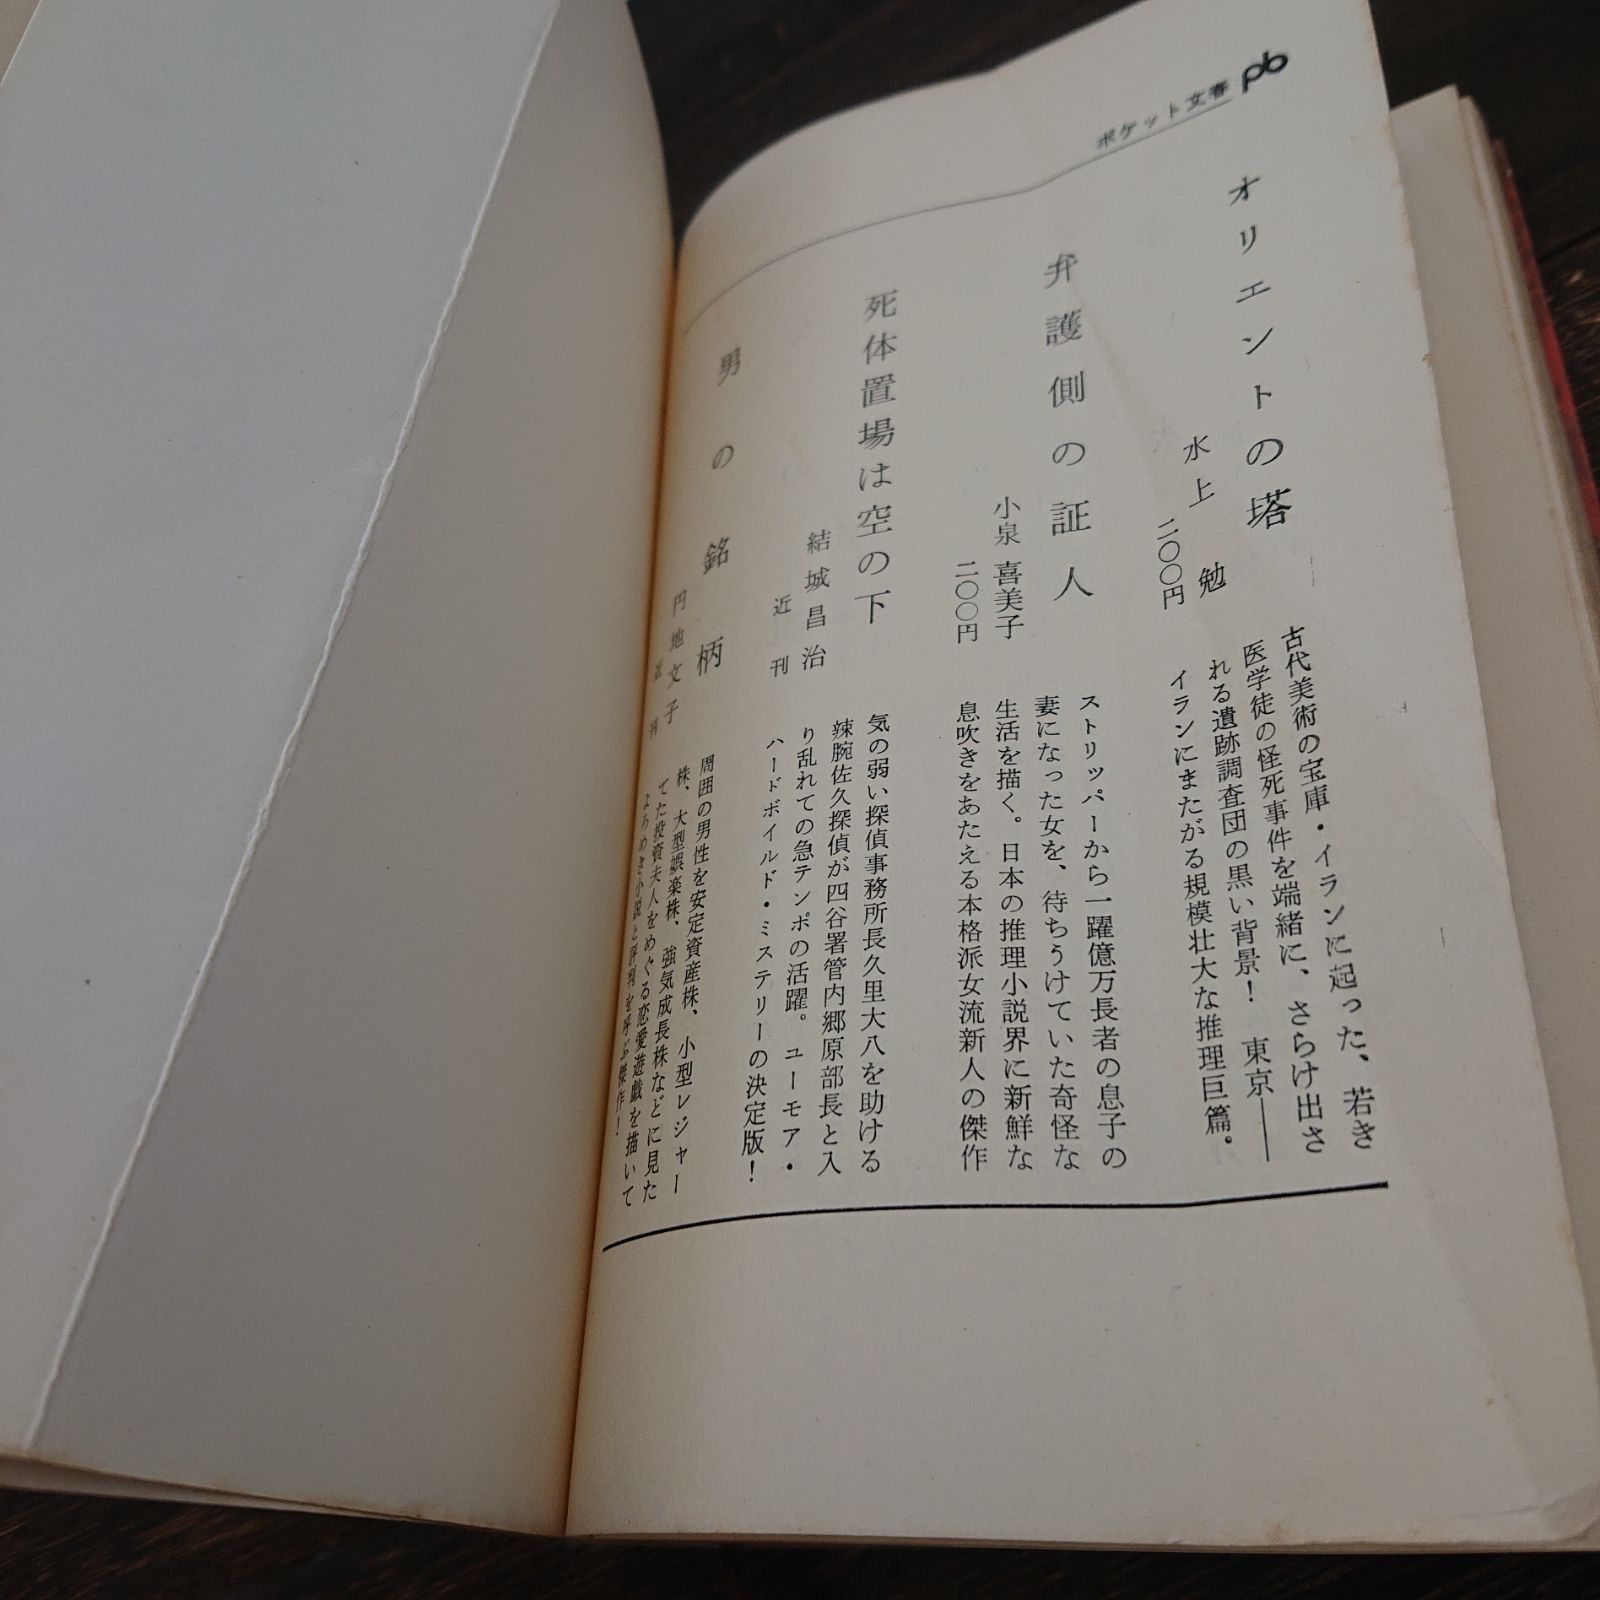 ポケット文春 pb
オリエントの塔
水上 勉
二〇〇円
古代美術の宝庫・イランに起った、若き
医学徒の怪死事件を端緒に、さらけ出さ
れる遺跡調査団の黒い背景! 東京――
イランにまたがる規模壮大な推理巨篇。
弁護側の証人
小泉喜美子
二〇〇円
ストリッパーから一躍億万長者の息子の
妻になった女を、待ちうけていた奇怪な
生活を描く。日本の推理小説界に新鮮な
息吹きをあたえる本格派女流新人の傑作
死体置場は空の下
結城昌治
近刊
気の弱い探偵事務所長久里大八を助ける
辣腕佐久探偵が四谷署管内郷原部長と入
り乱れての急テンポの活躍。ユーモア・
ハードボイルド・ミステリーの決定版!
男の銘柄
円地文子
近刊
周囲の男性を安定資産株、小型レジャー
株、大型娯楽株、強気成長株などに見た
てた投資夫人をめぐる恋愛遊戯を描いて
よろめき小説と評判を呼ぶ傑作!